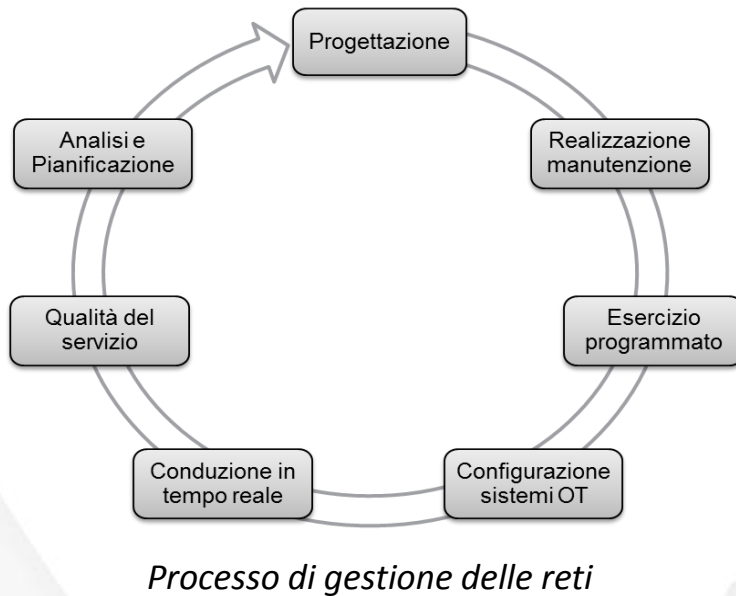 Progettazione
Realizzazione
manutenzione
Esercizio
programmato
Configurazione
sistemi OT
Conduzione in
tempo reale
Qualità del
servizio
Analisi e
Pianificazione
Processo di gestione delle reti